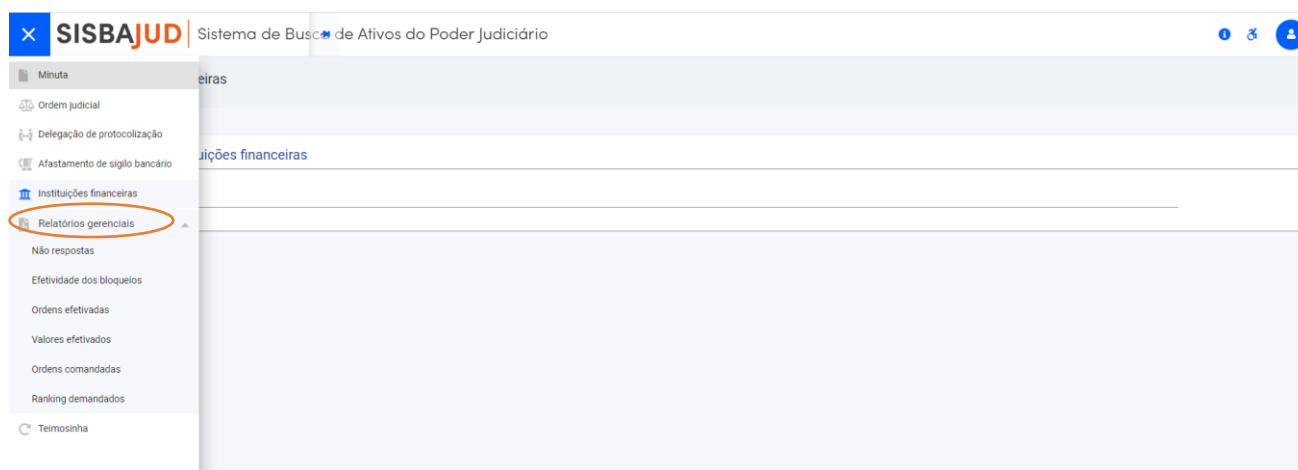 SISBAJUD Sistema de Busca de Ativos do Poder Judiciário
Minuta
eiras
Ordem judicial
Delegação de protocolização
uições financeiras
Afastamento de sigilo bancário
Instituições financeiras
Relatórios gerenciais
Não respostas
Efetividade dos bloqueios
Ordens efetivadas
Valores efetivados
Ordens comandadas
Ranking demandados
Teimosinha